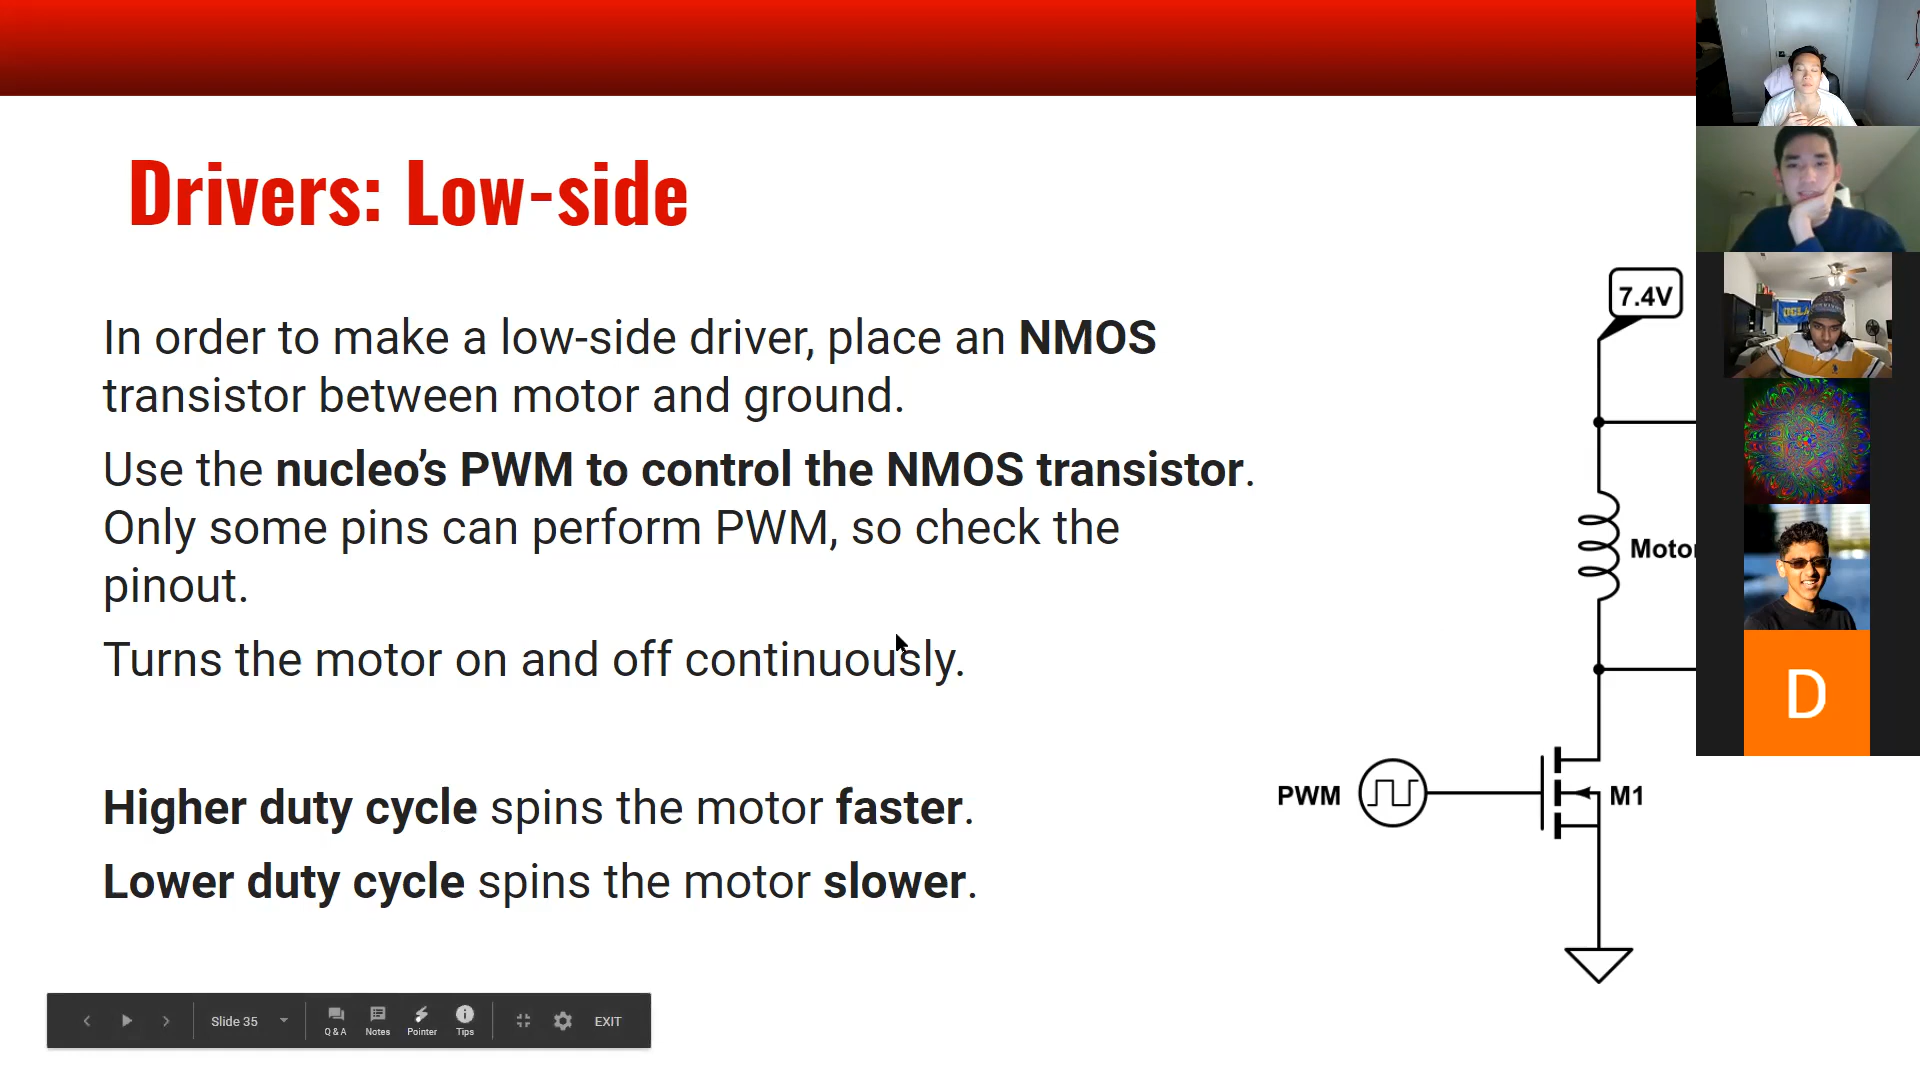 Drivers: Low-side
In order to make a low-side driver, place an NMOS
transistor between motor and ground.
Use the nucleo’s PWM to control the NMOS transistor.
Only some pins can perform PWM, so check the
pinout.
Turns the motor on and off continuously.
Higher duty cycle spins the motor faster.
Lower duty cycle spins the motor slower.
7.4V
Motor
PWM
M1
UCLA
D
Slide 35
Q & A
Notes
Pointer
Tips
EXIT